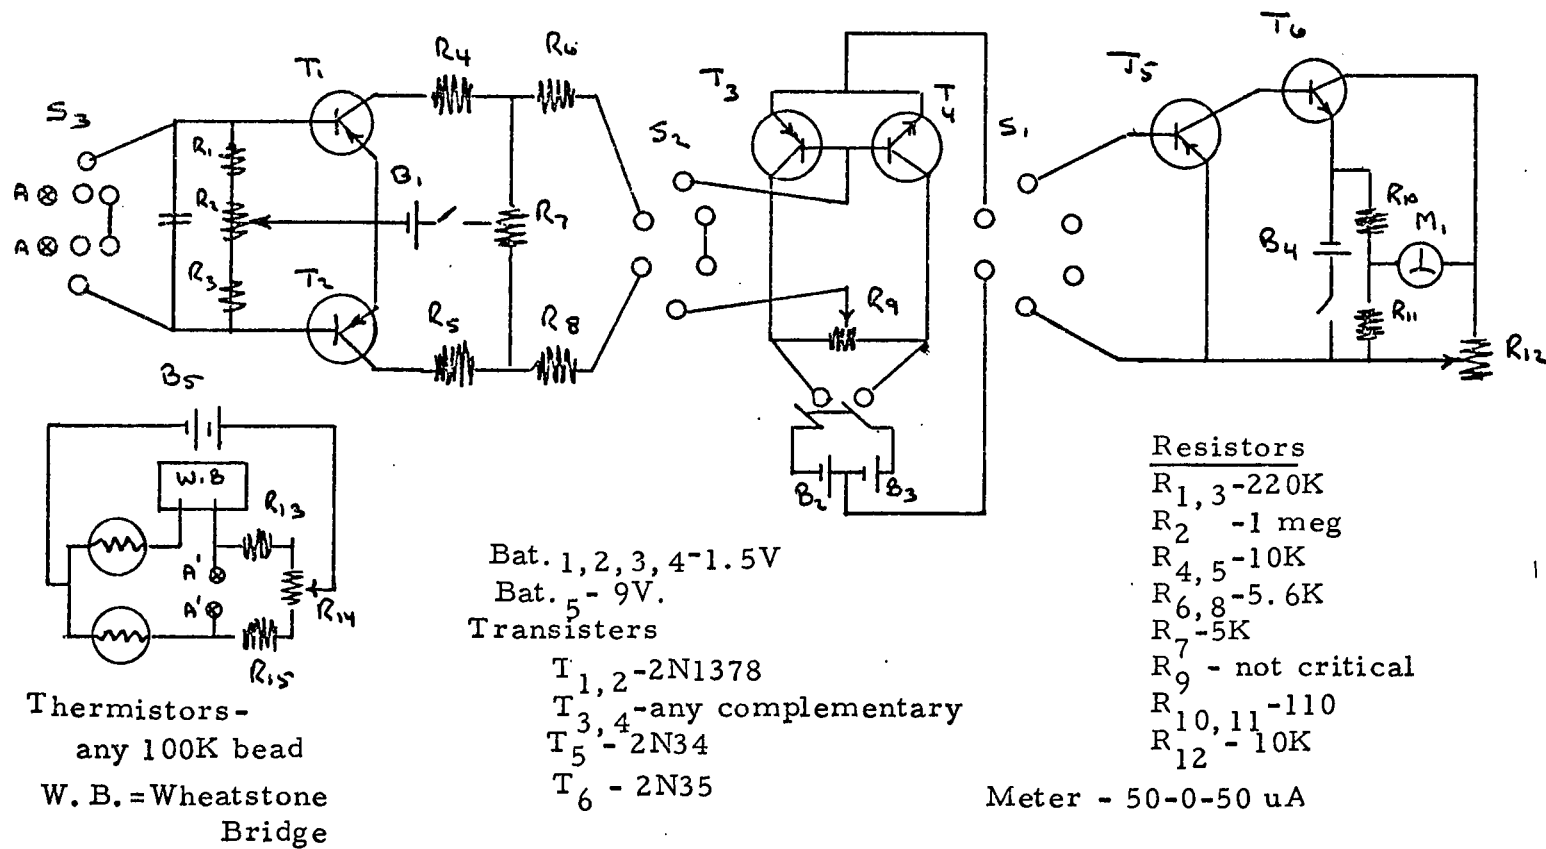 S3
A
A
R1
R2
R3
T1
T2
B1
R4
R5
R6
R7
R8
S2
T3
T4
R9
B2
B3
S1
T5
T6
B4
R10
R11
M1
R12
B5
W.B
R13
A'
A'
R14
R15
Thermistors-
any 100K bead
W. B. =Wheatstone
Bridge
Bat. 1, 2, 3, 4-1.5V
Bat. 5 - 9V.
Transisters
T1, 2-2N1378
T3, 4-any complementary
T5 - 2N34
T6 - 2N35
Resistors
R1, 3-220K
R2 -1 meg
R4, 5-10K
R6, 8-5.6K
R7-5K
R9 - not critical
R10, 11-110
R12 - 10K
Meter - 50-0-50 uA